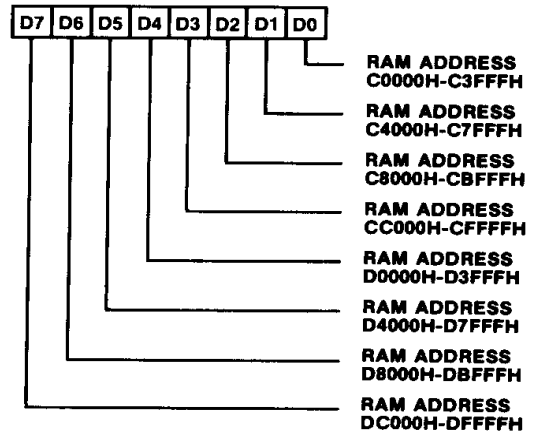 D7 D6 D5 D4 D3 D2 D1 D0
RAM ADDRESS
C0000H-C3FFFH
RAM ADDRESS
C4000H-C7FFFH
RAM ADDRESS
C8000H-CBFFFH
RAM ADDRESS
CC000H-CFFFFH
RAM ADDRESS
D0000H-D3FFFH
RAM ADDRESS
D4000H-D7FFFH
RAM ADDRESS
D8000H-DBFFFH
RAM ADDRESS
DC000H-DFFFFH